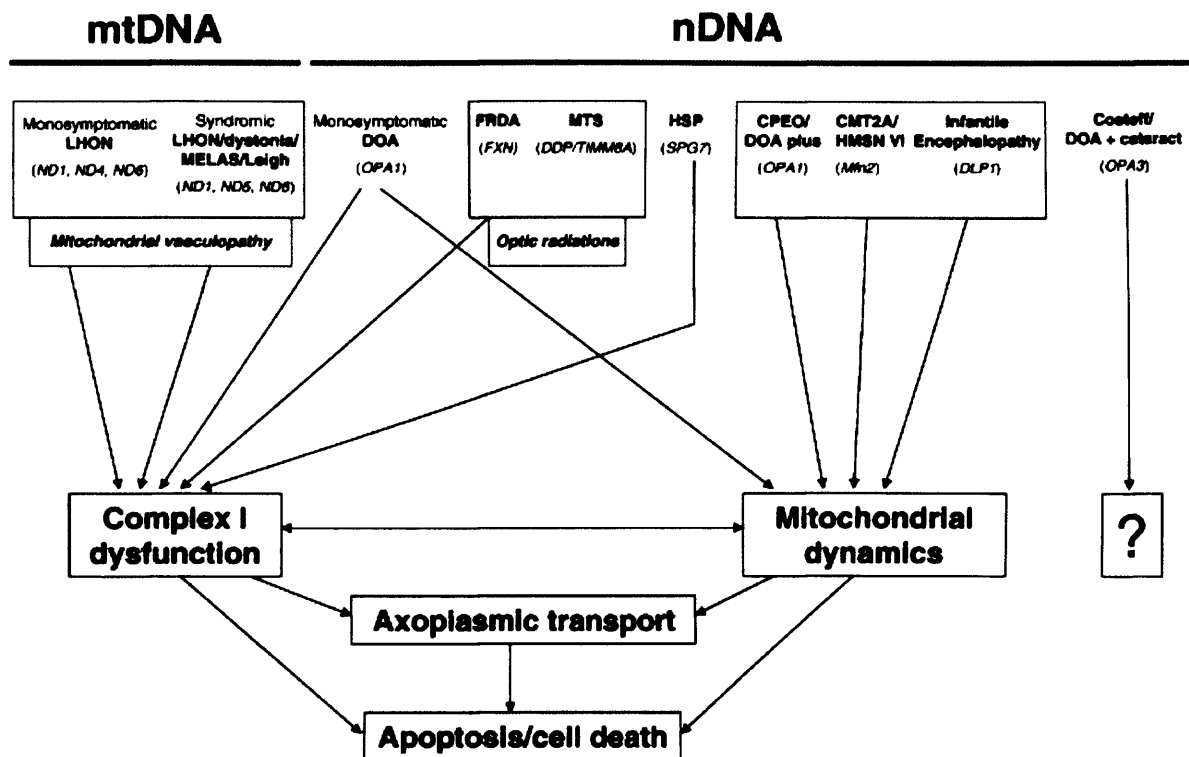 mtDNA
nDNA
Monosymptomatic
LHON
(ND1, ND4, ND6)
Syndromic
LHON/dystonia/
MELAS/Leigh
(ND1, ND5, ND6)
Mitochondrial vasculopathy
Monosymptomatic
DOA
(OPA1)
FRDA
(FXN)
MTS
(DDP/TIMM8A)
Optic radiations
HSP
(SPG7)
CPEO/
DOA plus
(OPA1)
CMT2A/
HMSN VI
(Mfn2)
Infantile
Encephalopathy
(DLP1)
Costeff/
DOA + cataract
(OPA3)
Complex I
dysfunction
Mitochondrial
dynamics
?
Axoplasmic transport
Apoptosis/cell death